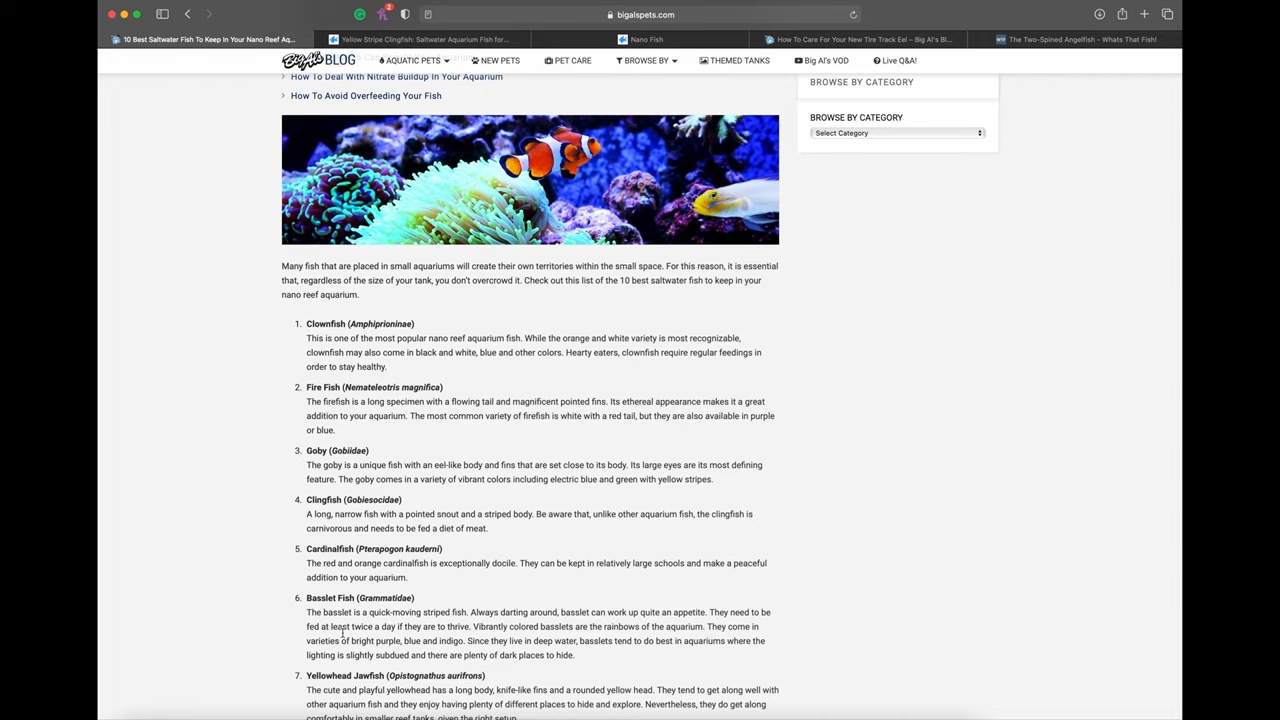 2
bigalspets.com
10 Best Saltwater Fish To Keep In Your Nano Reef Aq...
Yellow Stripe Clingfish: Saltwater Aquarium Fish for...
Nano Fish
How To Care For Your New Tire Track Eel – Big Al's Bl...
The Two-Spined Angelfish - Whats That Fish!
Big Al's BLOG
AQUATIC PETS
NEW PETS
PET CARE
BROWSE BY
THEMED TANKS
Big Al's VOD
Live Q&A!
How To Deal With Nitrate Buildup In Your Aquarium
How To Avoid Overfeeding Your Fish
BROWSE BY CATEGORY
BROWSE BY CATEGORY
Select Category
Many fish that are placed in small aquariums will create their own territories within the small space. For this reason, it is essential
that, regardless of the size of your tank, you don't overcrowd it. Check out this list of the 10 best saltwater fish to keep in your
nano reef aquarium.
1. Clownfish (Amphiprioninae)
This is one of the most popular nano reef aquarium fish. While the orange and white variety is most recognizable,
clownfish may also come in black and white, blue and other colors. Hearty eaters, clownfish require regular feedings in
order to stay healthy.
2. Fire Fish (Nemateleotris magnifica)
The firefish is a long specimen with a flowing tail and magnificent pointed fins. Its ethereal appearance makes it a great
addition to your aquarium. The most common variety of firefish is white with a red tail, but they are also available in purple
or blue.
3. Goby (Gobiidae)
The goby is a unique fish with an eel-like body and fins that are set close to its body. Its large eyes are its most defining
feature. The goby comes in a variety of vibrant colors including electric blue and green with yellow stripes.
4. Clingfish (Gobiesocidae)
A long, narrow fish with a pointed snout and a striped body. Be aware that, unlike other aquarium fish, the clingfish is
carnivorous and needs to be fed a diet of meat.
5. Cardinalfish (Pterapogon kauderni)
The red and orange cardinalfish is exceptionally docile. They can be kept in relatively large schools and make a peaceful
addition to your aquarium.
6. Basslet Fish (Grammatidae)
The basslet is a quick-moving striped fish. Always darting around, basslet can work up quite an appetite. They need to be
fed at least twice a day if they are to thrive. Vibrantly colored basslets are the rainbows of the aquarium. They come in
varieties of bright purple, blue and indigo. Since they live in deep water, basslets tend to do best in aquariums where the
lighting is slightly subdued and there are plenty of dark places to hide.
7. Yellowhead Jawfish (Opistognathus aurifrons)
The cute and playful yellowhead has a long body, knife-like fins and a rounded yellow head. They tend to get along well with
other aquarium fish and they enjoy having plenty of different places to hide and explore. Nevertheless, they do get along
comfortably in smaller reef tanks, given the right setup.